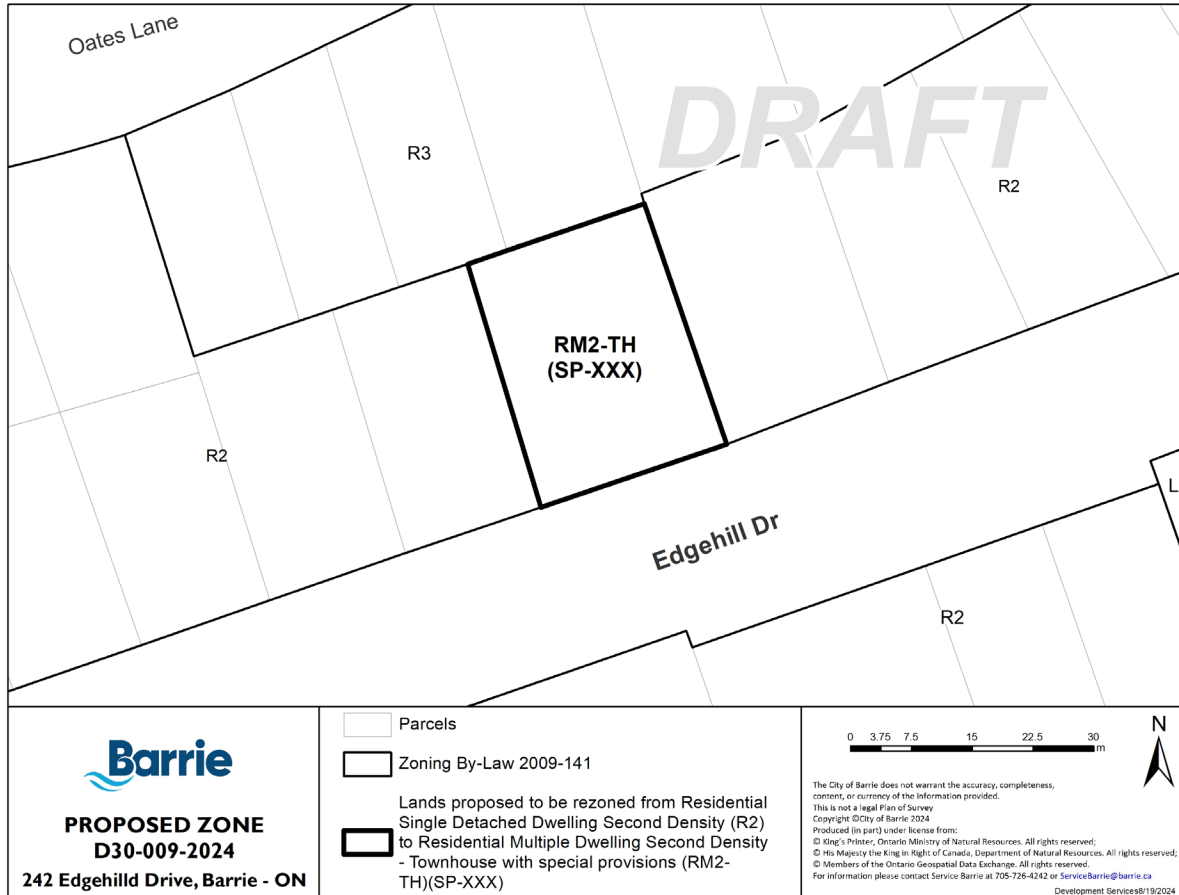 Oates Lane
DRAFT
R3
R2
RM2-TH
(SP-XXX)
R2
Edgehill Dr
L
R2
Barrie
PROPOSED ZONE
D30-009-2024
242 Edgehilld Drive, Barrie - ON
Parcels
Zoning By-Law 2009-141
Lands proposed to be rezoned from Residential
Single Detached Dwelling Second Density (R2)
to Residential Multiple Dwelling Second Density
- Townhouse with special provisions (RM2-
TH)(SP-XXX)
0 3.75 7.5 15 22.5 30
m
N
The City of Barrie does not warrant the accuracy, completeness,
content, or currency of the information provided.
This is not a legal Plan of Survey
Copyright ©City of Barrie 2024
Produced (in part) under license from:
© King's Printer, Ontario Ministry of Natural Resources. All rights reserved;
© His Majesty the King in Right of Canada, Department of Natural Resources. All rights reserved;
© Members of the Ontario Geospatial Data Exchange. All rights reserved.
For information please contact Service Barrie at 705-726-4242 or ServiceBarrie@barrie.ca
Development Services8/19/2024